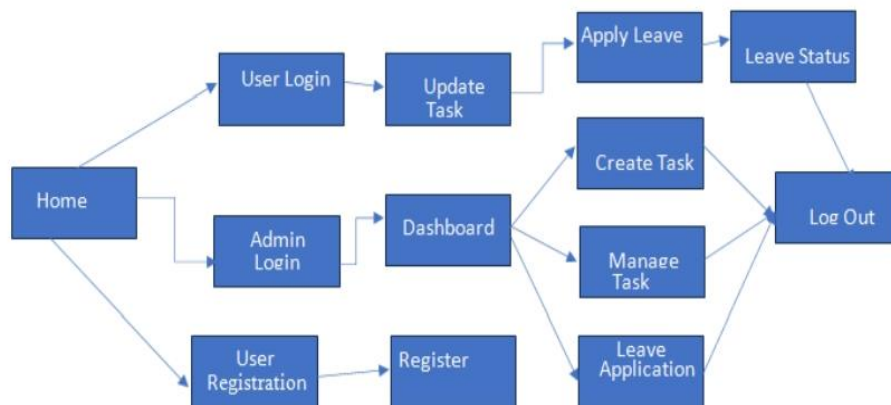 Apply Leave
Leave Status
User Login
Update
Task
Create Task
Home
Log Out
Admin
Login
Dashboard
Manage
Task
User
Registration
Register
Leave
Application